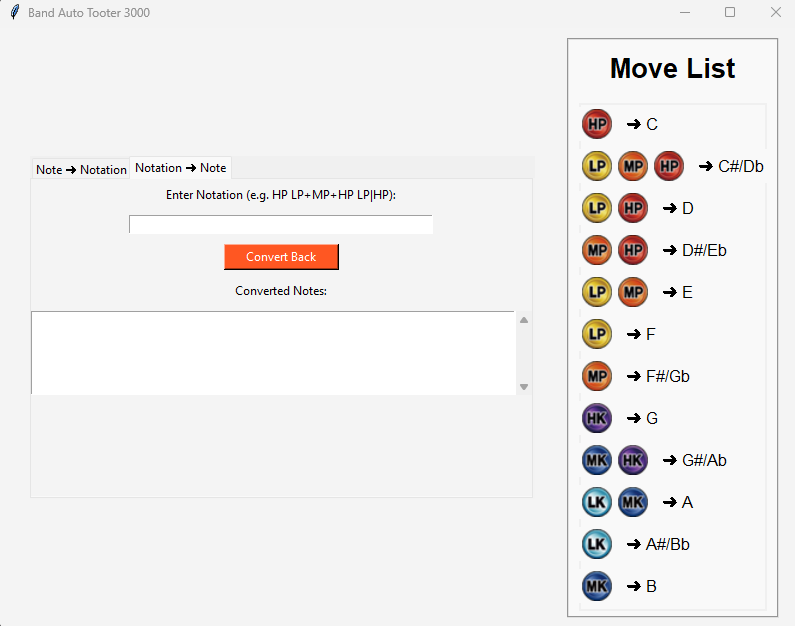 Band Auto Tooter 3000
Note ➜ Notation
Notation ➜ Note
Enter Notation (e.g. HP LP+MP+HP LP|HP):
Convert Back
Converted Notes:
Move List
HP ➜ C
LP MP HP ➜ C#/Db
LP HP ➜ D
MP HP ➜ D#/Eb
LP MP ➜ E
LP ➜ F
MP ➜ F#/Gb
HK ➜ G
MK HK ➜ G#/Ab
LK MK ➜ A
LK ➜ A#/Bb
MK ➜ B